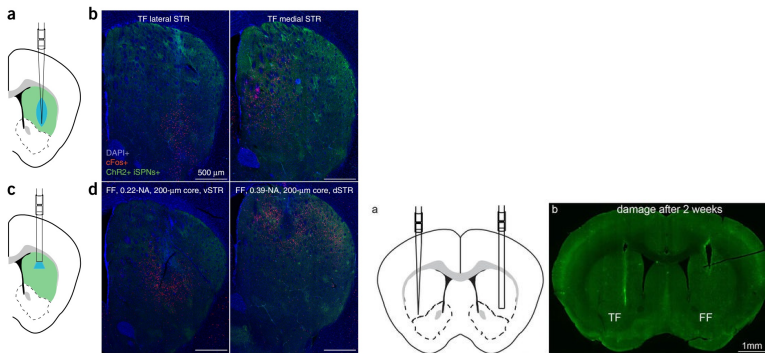 a
b
TF lateral STR
TF medial STR
DAPI+
cFos+
ChR2+ iSPNs+
500 µm
c
d
FF, 0.22-NA, 200-µm core, vSTR
FF, 0.39-NA, 200-µm core, dSTR
a
b
damage after 2 weeks
TF
FF
1mm